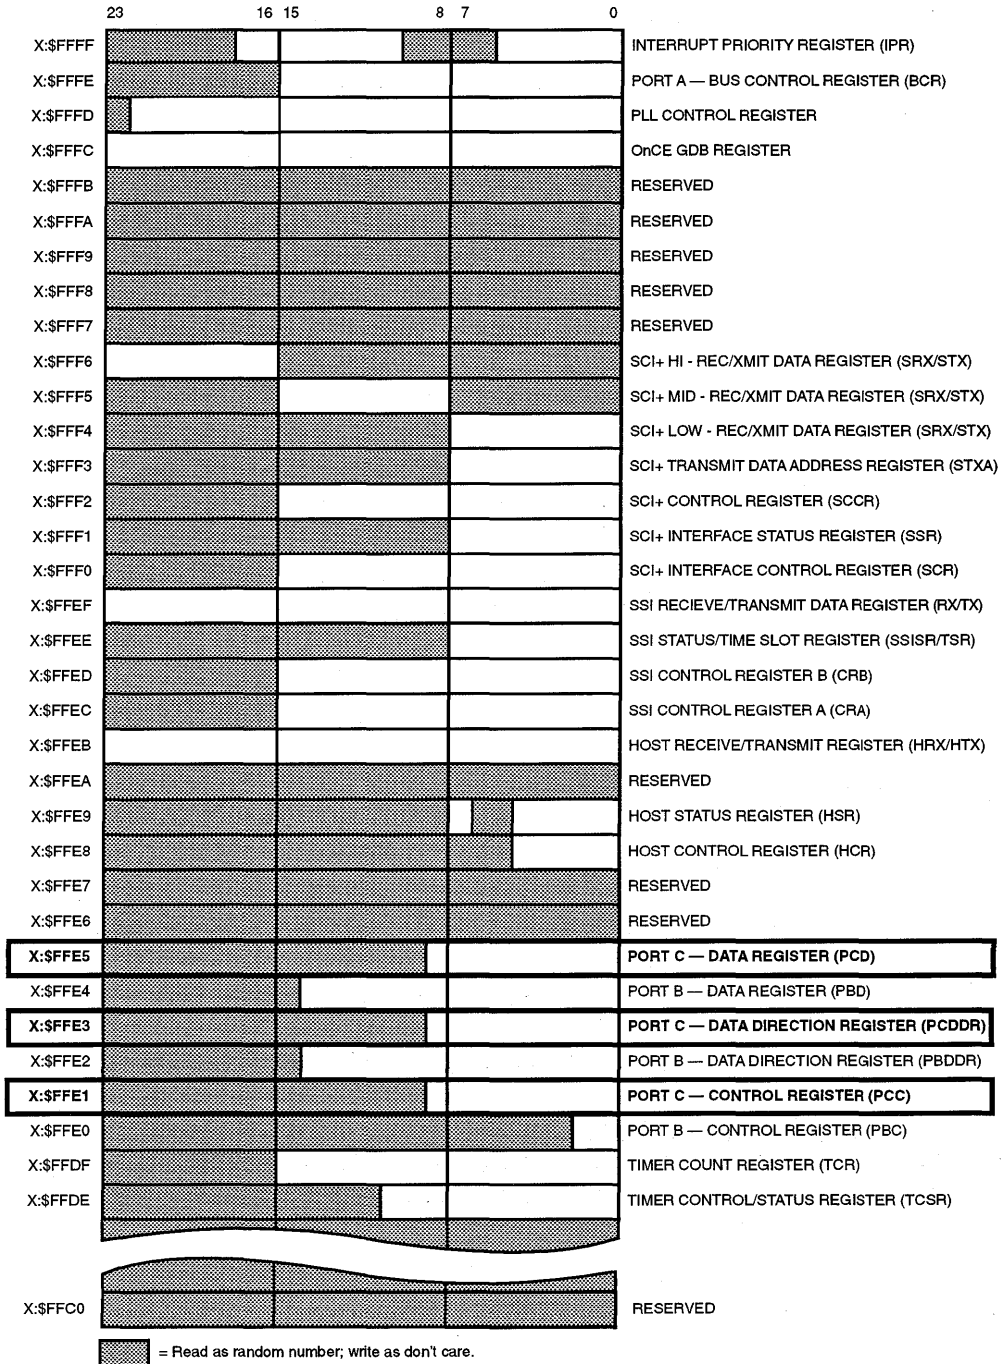 23 16 15 8 7 0
X:$FFFF INTERRUPT PRIORITY REGISTER (IPR)
X:$FFFE PORT A — BUS CONTROL REGISTER (BCR)
X:$FFFD PLL CONTROL REGISTER
X:$FFFC OnCE GDB REGISTER
X:$FFFB RESERVED
X:$FFFA RESERVED
X:$FFF9 RESERVED
X:$FFF8 RESERVED
X:$FFF7 RESERVED
X:$FFF6 SCI+ HI - REC/XMIT DATA REGISTER (SRX/STX)
X:$FFF5 SCI+ MID - REC/XMIT DATA REGISTER (SRX/STX)
X:$FFF4 SCI+ LOW - REC/XMIT DATA REGISTER (SRX/STX)
X:$FFF3 SCI+ TRANSMIT DATA ADDRESS REGISTER (STXA)
X:$FFF2 SCI+ CONTROL REGISTER (SCCR)
X:$FFF1 SCI+ INTERFACE STATUS REGISTER (SSR)
X:$FFF0 SCI+ INTERFACE CONTROL REGISTER (SCR)
X:$FFEF SSI RECIEVE/TRANSMIT DATA REGISTER (RX/TX)
X:$FFEE SSI STATUS/TIME SLOT REGISTER (SSISR/TSR)
X:$FFED SSI CONTROL REGISTER B (CRB)
X:$FFEC SSI CONTROL REGISTER A (CRA)
X:$FFEB HOST RECEIVE/TRANSMIT REGISTER (HRX/HTX)
X:$FFEA RESERVED
X:$FFE9 HOST STATUS REGISTER (HSR)
X:$FFE8 HOST CONTROL REGISTER (HCR)
X:$FFE7 RESERVED
X:$FFE6 RESERVED
X:$FFE5 PORT C — DATA REGISTER (PCD)
X:$FFE4 PORT B — DATA REGISTER (PBD)
X:$FFE3 PORT C — DATA DIRECTION REGISTER (PCDDR)
X:$FFE2 PORT B — DATA DIRECTION REGISTER (PBDDR)
X:$FFE1 PORT C — CONTROL REGISTER (PCC)
X:$FFE0 PORT B — CONTROL REGISTER (PBC)
X:$FFDF TIMER COUNT REGISTER (TCR)
X:$FFDE TIMER CONTROL/STATUS REGISTER (TCSR)
X:$FFC0 RESERVED
= Read as random number; write as don't care.